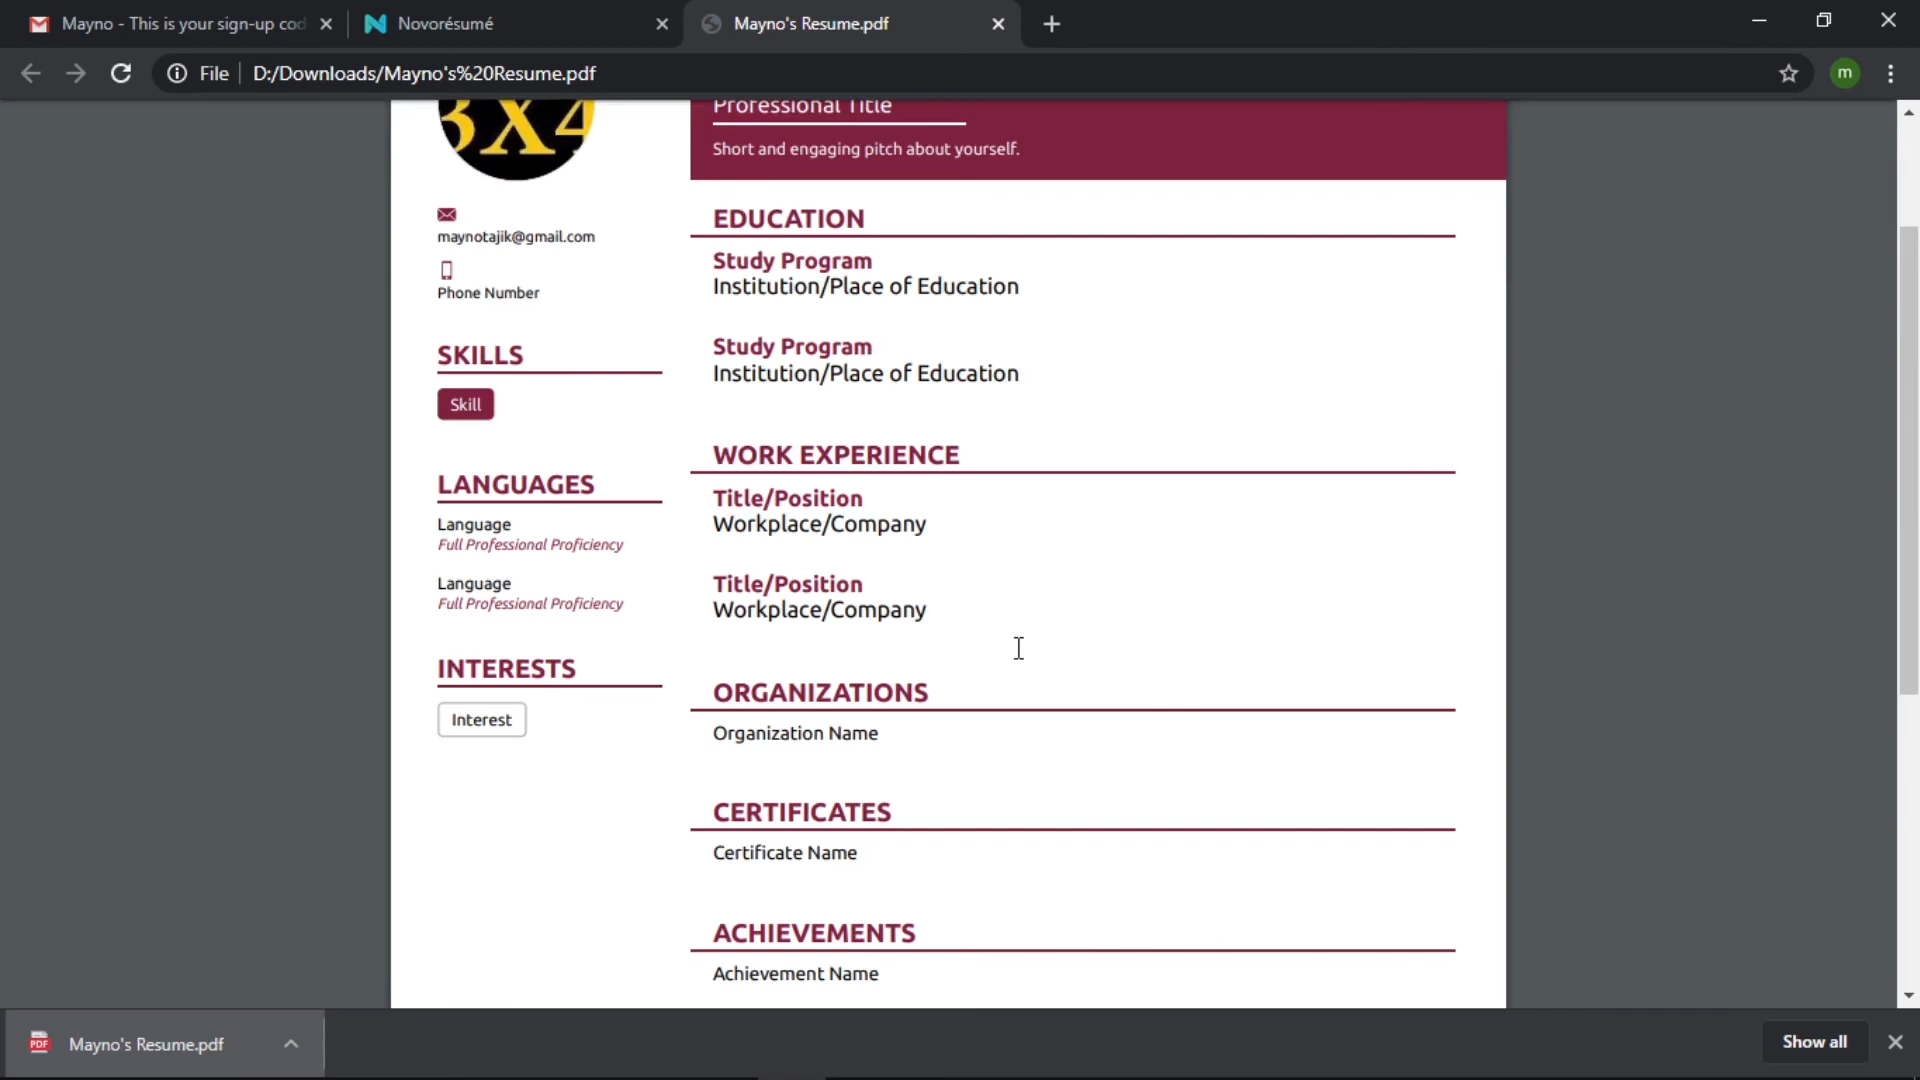 Mayno - This is your sign-up cod
Novorésumé
Mayno's Resume.pdf
File
D:/Downloads/Mayno's%20Resume.pdf
m
3X4
Professional Title
Short and engaging pitch about yourself.
maynotajik@gmail.com
Phone Number
SKILLS
Skill
LANGUAGES
Language
Full Professional Proficiency
Language
Full Professional Proficiency
INTERESTS
Interest
EDUCATION
Study Program
Institution/Place of Education
Study Program
Institution/Place of Education
WORK EXPERIENCE
Title/Position
Workplace/Company
Title/Position
Workplace/Company
ORGANIZATIONS
Organization Name
CERTIFICATES
Certificate Name
ACHIEVEMENTS
Achievement Name
PDF
Mayno's Resume.pdf
Show all